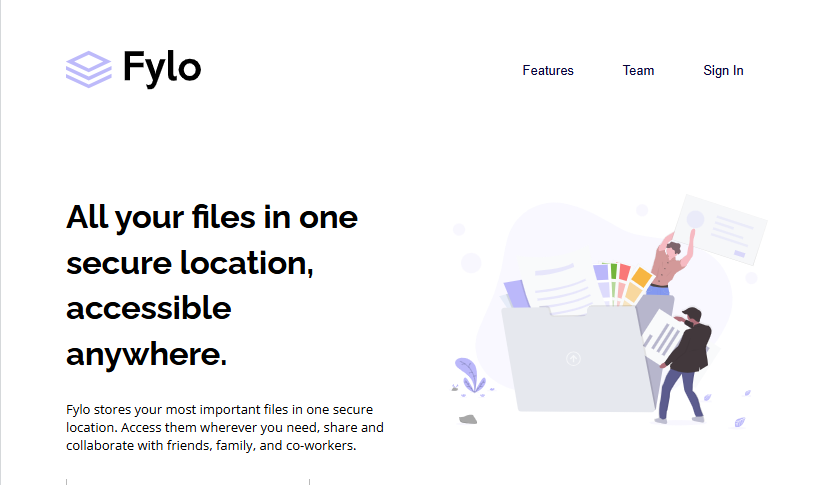 Fylo
Features Team Sign In
All your files in one
secure location,
accessible
anywhere.
Fylo stores your most important files in one secure
location. Access them wherever you need, share and
collaborate with friends, family, and co-workers.